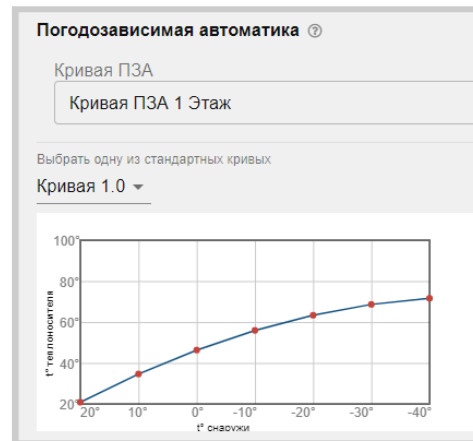 Погодозависимая автоматика ?
Кривая ПЗА
Кривая ПЗА 1 Этаж
Выбрать одну из стандартных кривых
Кривая 1.0
100°
80°
60°
40°
20°
t° теплоносителя
20° 10° 0° -10° -20° -30° -40°
t° снаружи